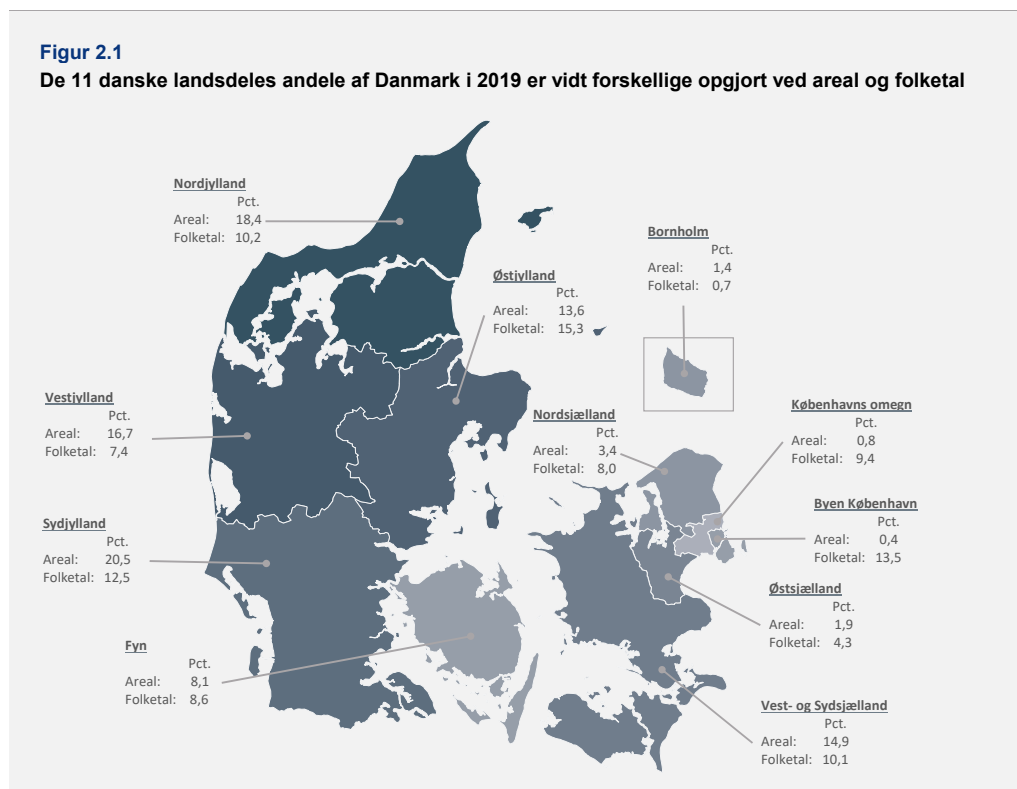 Figur 2.1
De 11 danske landsdeles andele af Danmark i 2019 er vidt forskellige opgjort ved areal og folketal
Nordjylland
Pct.
Areal: 18,4
Folketal: 10,2
Bornholm
Pct.
Areal: 1,4
Folketal: 0,7
Østjylland
Pct.
Areal: 13,6
Folketal: 15,3
Vestjylland
Pct.
Areal: 16,7
Folketal: 7,4
Nordsjælland
Pct.
Areal: 3,4
Folketal: 8,0
Københavns omegn
Pct.
Areal: 0,8
Folketal: 9,4
Byen København
Pct.
Areal: 0,4
Folketal: 13,5
Sydjylland
Pct.
Areal: 20,5
Folketal: 12,5
Østsjælland
Pct.
Areal: 1,9
Folketal: 4,3
Fyn
Pct.
Areal: 8,1
Folketal: 8,6
Vest- og Sydsjælland
Pct.
Areal: 14,9
Folketal: 10,1